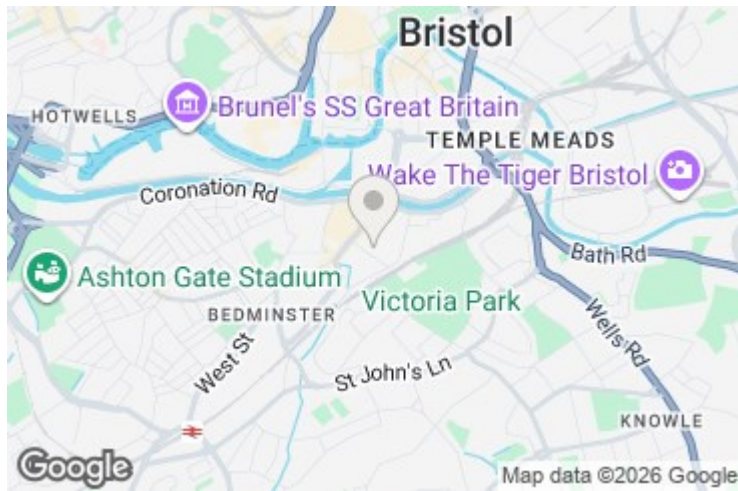 Bristol
Brunel's SS Great Britain
HOTWELLS
TEMPLE MEADS
Wake The Tiger Bristol
Coronation Rd
Bath Rd
Ashton Gate Stadium
Victoria Park
BEDMINSTER
Wells Rd
West St
St John's Ln
KNOWLE
Google
Map data ©2026 Google